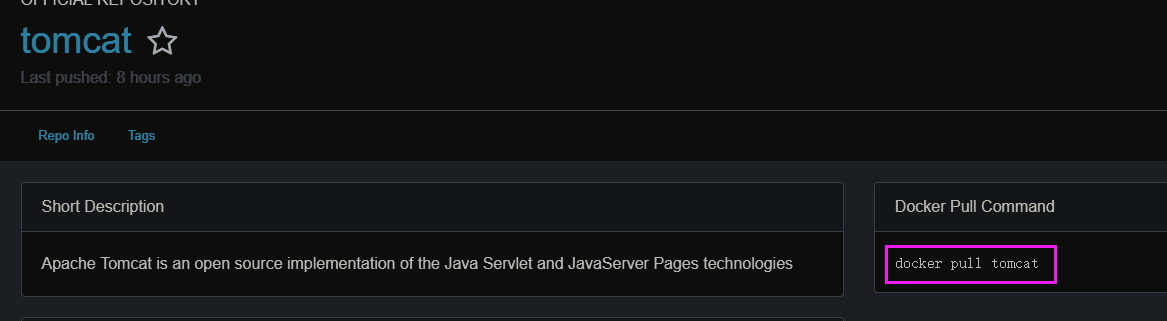 OFFICIAL REPOSITORY
tomcat
Last pushed: 8 hours ago
Repo Info
Tags
Short Description
Apache Tomcat is an open source implementation of the Java Servlet and JavaServer Pages technologies
Docker Pull Command
docker pull tomcat